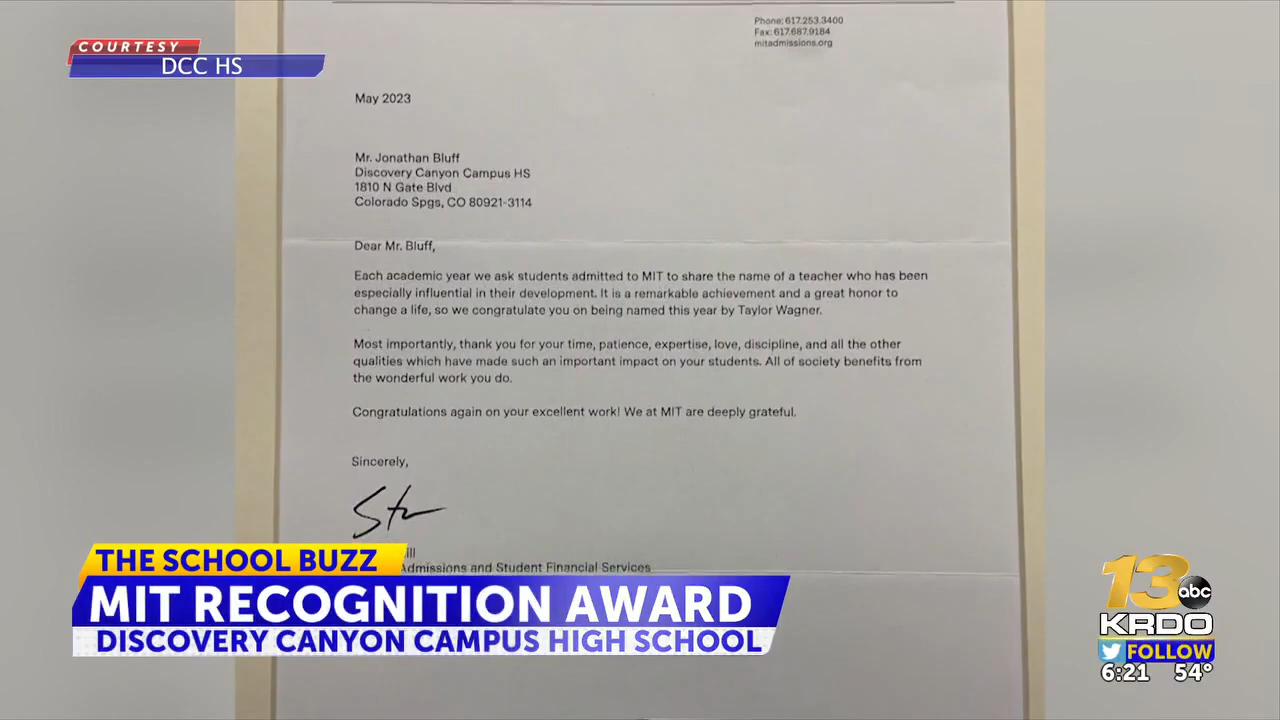 COURTESY
DCC HS
Phone: 617.253.3400
Fax: 617.687.9184
mitadmissions.org
May 2023
Mr. Jonathan Bluff
Discovery Canyon Campus HS
1810 N Gate Blvd
Colorado Spgs, CO 80921-3114
Dear Mr. Bluff,
Each academic year we ask students admitted to MIT to share the name of a teacher who has been
especially influential in their development. It is a remarkable achievement and a great honor to
change a life, so we congratulate you on being named this year by Taylor Wagner.
Most importantly, thank you for your time, patience, expertise, love, discipline, and all the other
qualities which have made such an important impact on your students. All of society benefits from
the wonderful work you do.
Congratulations again on your excellent work! We at MIT are deeply grateful.
Sincerely,
Admissions and Student Financial Services
THE SCHOOL BUZZ
MIT RECOGNITION AWARD
DISCOVERY CANYON CAMPUS HIGH SCHOOL
13 abc
KRDO
FOLLOW
6:21 54°